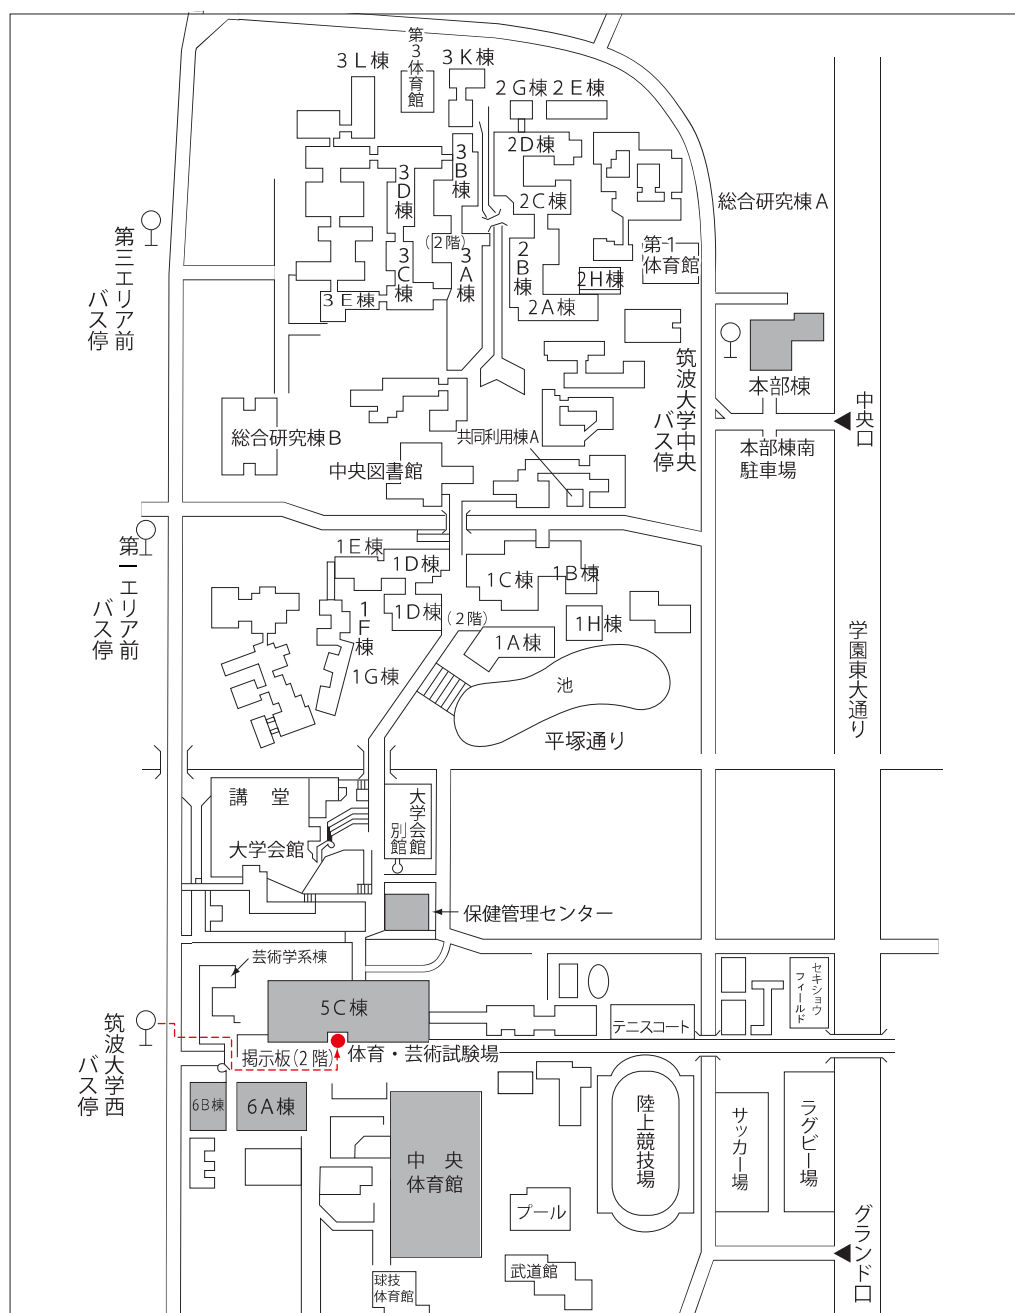 第3体育館
3L棟
3K棟
2G棟
2E棟
2D棟
3B棟
3D棟
2C棟
総合研究棟A
第三エリア前
バス停
(2階)
3A棟
3C棟
2B棟
第1
体育館
2H棟
3E棟
2A棟
筑波大学中央
バス停
本部棟
中央口
総合研究棟B
共同利用棟A
本部棟南
駐車場
中央図書館
第一エリア前
バス停
1E棟
1D棟
1C棟
1B棟
1F棟
1D棟
(2階)
1H棟
1A棟
1G棟
池
学園東大通り
平塚通り
講堂
大学会館
大学会館
別館
保健管理センター
芸術学系棟
セキショウ
フィールド
5C棟
テニスコート
筑波大学西
バス停
掲示板(2階)
体育・芸術試験場
6B棟
6A棟
陸上競技場
サッカー場
ラグビー場
中央
体育館
プール
グランド口
武道館
球技
体育館